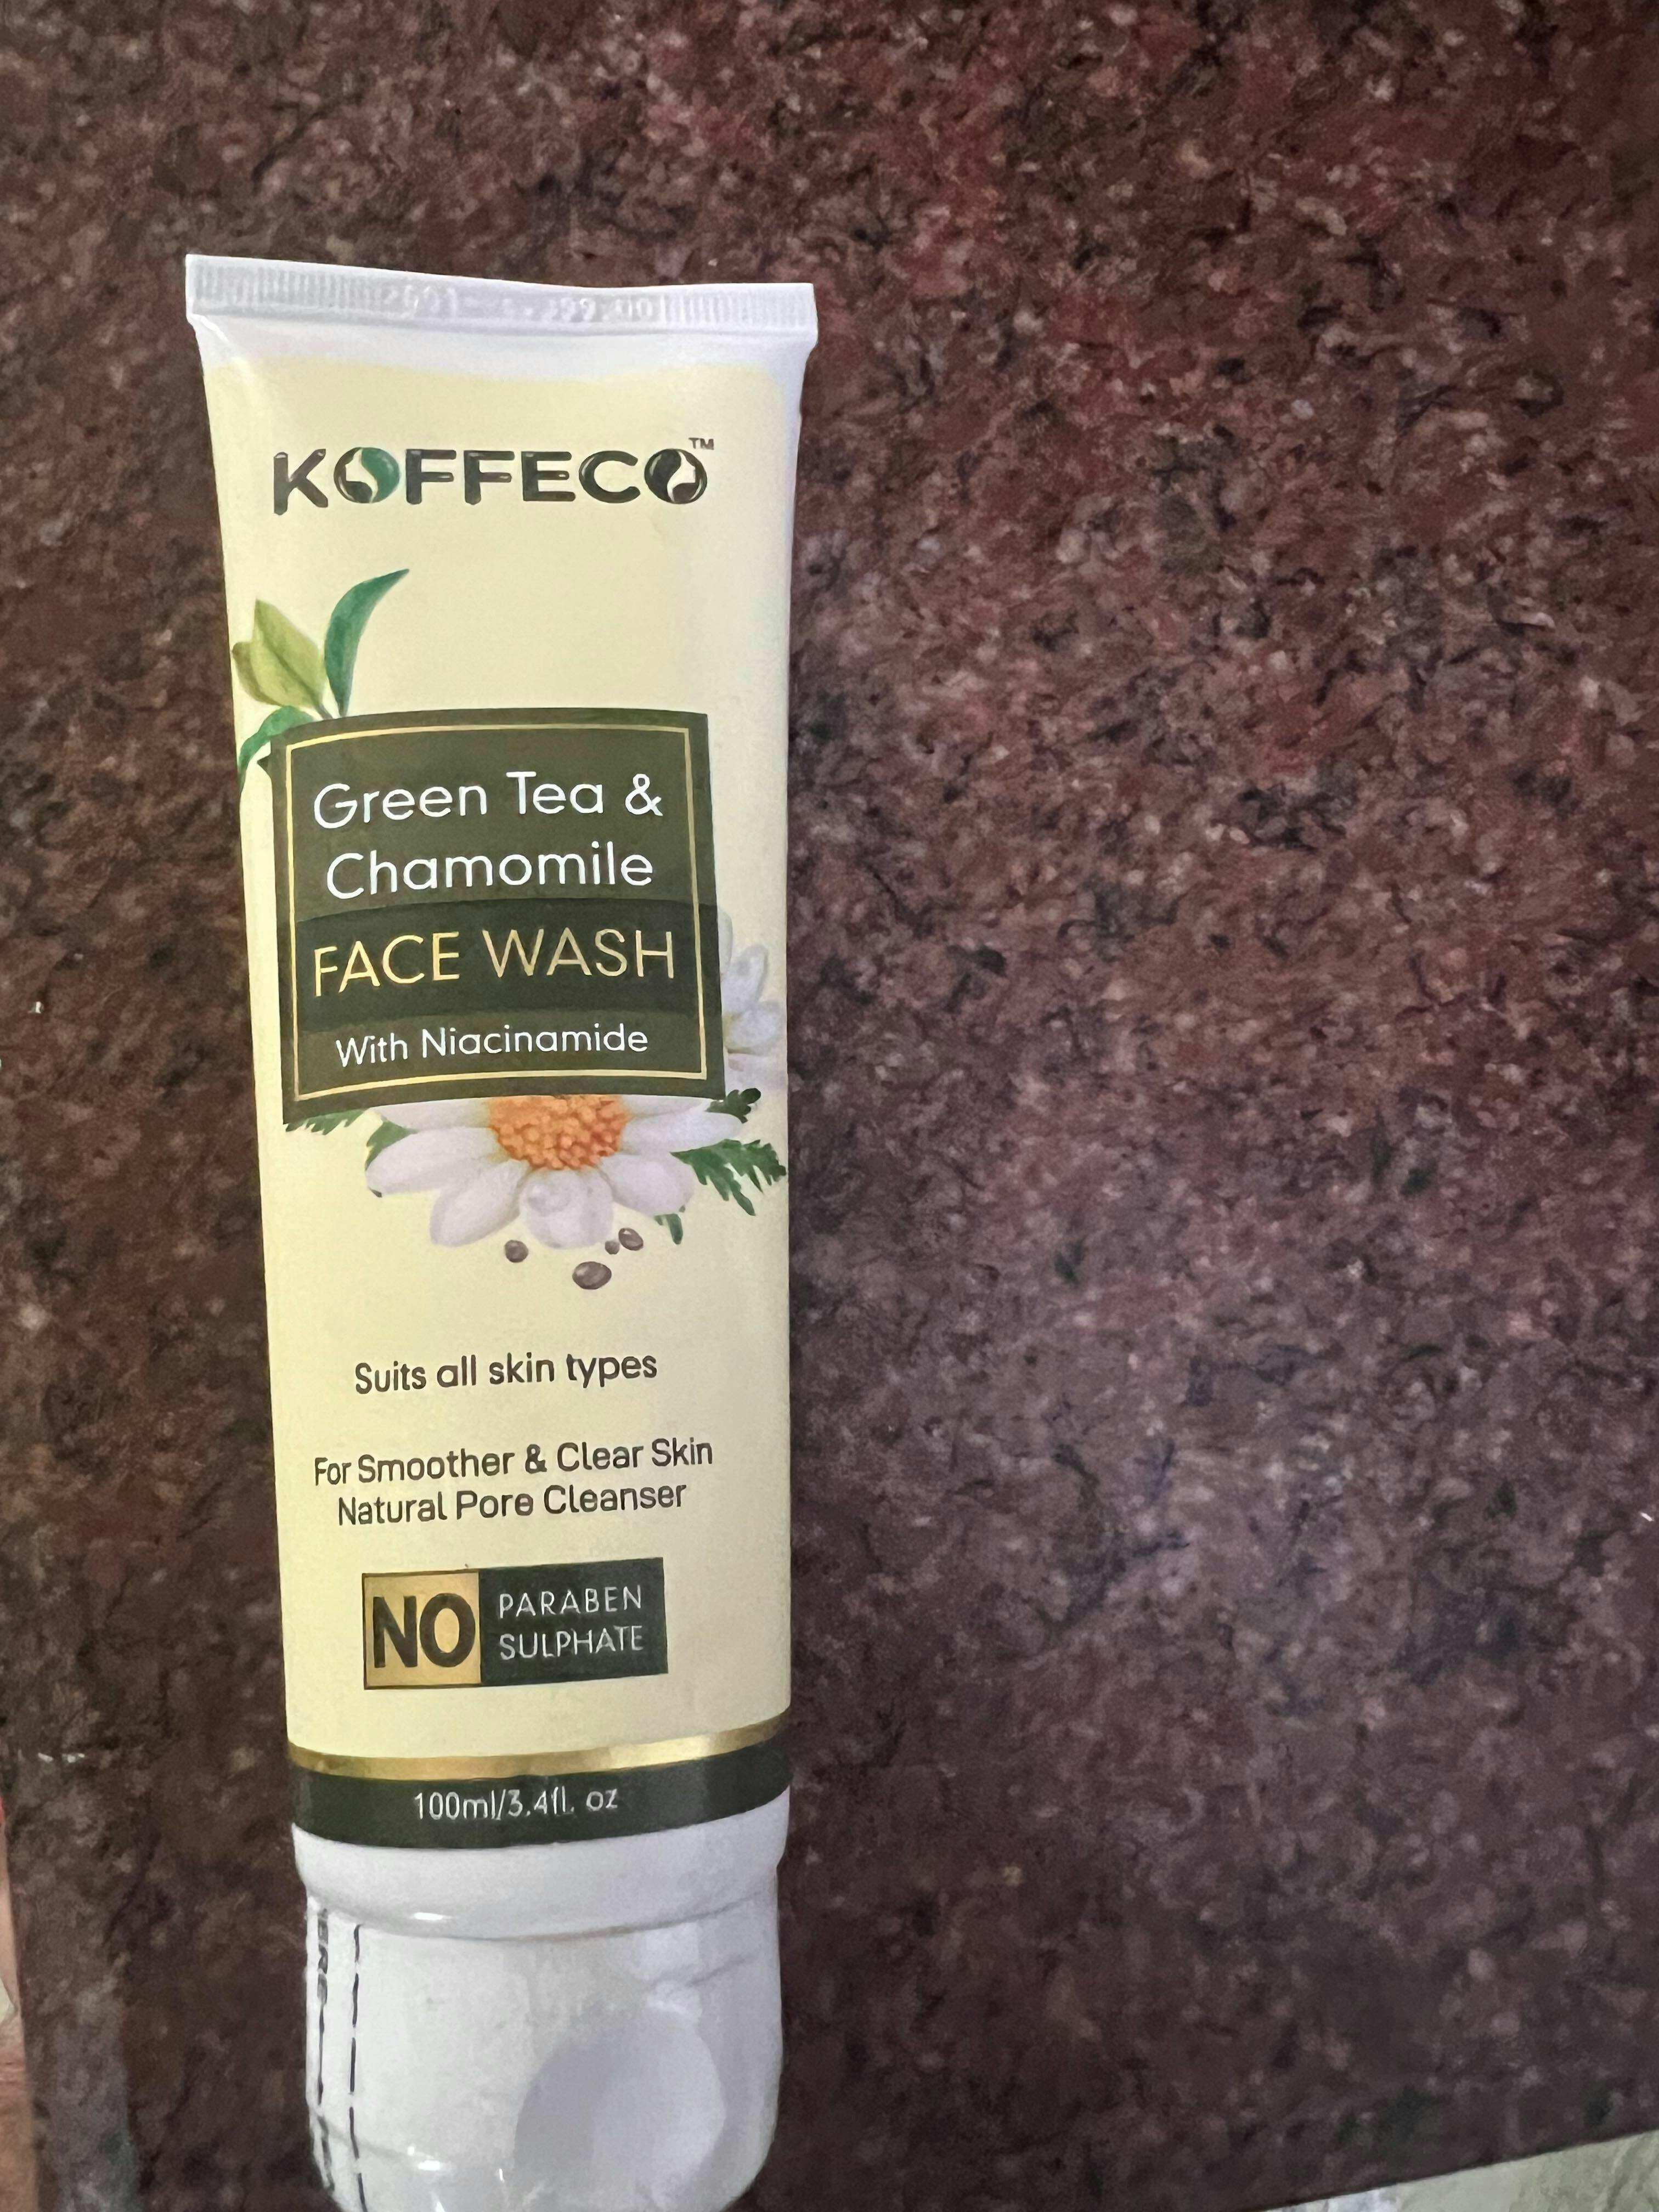 KOFFECO™
Green Tea &
Chamomile
FACE WASH
With Niacinamide
Suits all skin types
For Smoother & Clear Skin
Natural Pore Cleanser
NO PARABEN
SULPHATE
100ml/3.4fl. oz